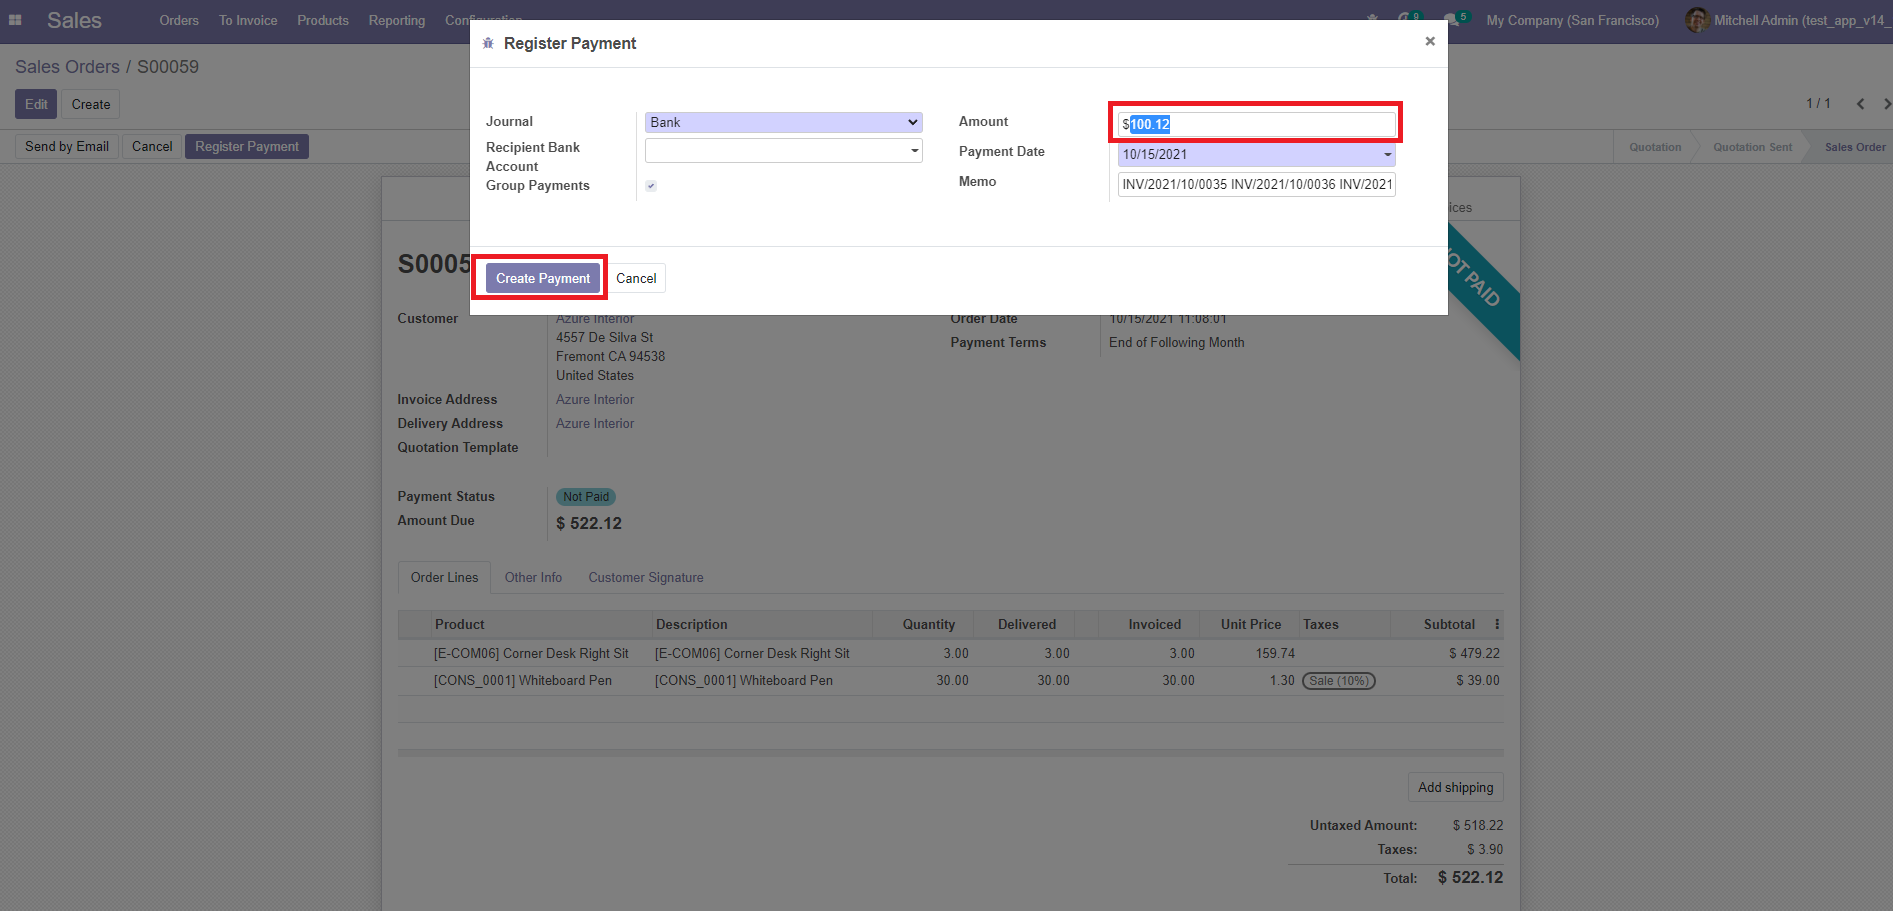 Sales Orders To Invoice Products Reporting Configuration 9 5 My Company (San Francisco) Mitchell Admin (test_app_v14_
Register Payment ×
Sales Orders / S00059
Edit Create 1 / 1
Send by Email Cancel Register Payment Quotation Quotation Sent Sales Order
Journal Bank
Recipient Bank Account
Group Payments
Amount $100.12
Payment Date 10/15/2021
Memo INV/2021/10/0035 INV/2021/10/0036 INV/2021
Create Payment Cancel
ices
S0005
OT PAID
Customer Azure Interior
4557 De Silva St
Fremont CA 94538
United States
Order Date 10/15/2021 11:08:01
Payment Terms End of Following Month
Invoice Address Azure Interior
Delivery Address Azure Interior
Quotation Template
Payment Status Not Paid
Amount Due $ 522.12
Order Lines Other Info Customer Signature
Product Description Quantity Delivered Invoiced Unit Price Taxes Subtotal
[E-COM06] Corner Desk Right Sit [E-COM06] Corner Desk Right Sit 3.00 3.00 3.00 159.74 $ 479.22
[CONS_0001] Whiteboard Pen [CONS_0001] Whiteboard Pen 30.00 30.00 30.00 1.30 Sale (10%) $ 39.00
Add shipping
Untaxed Amount: $ 518.22
Taxes: $ 3.90
Total: $ 522.12